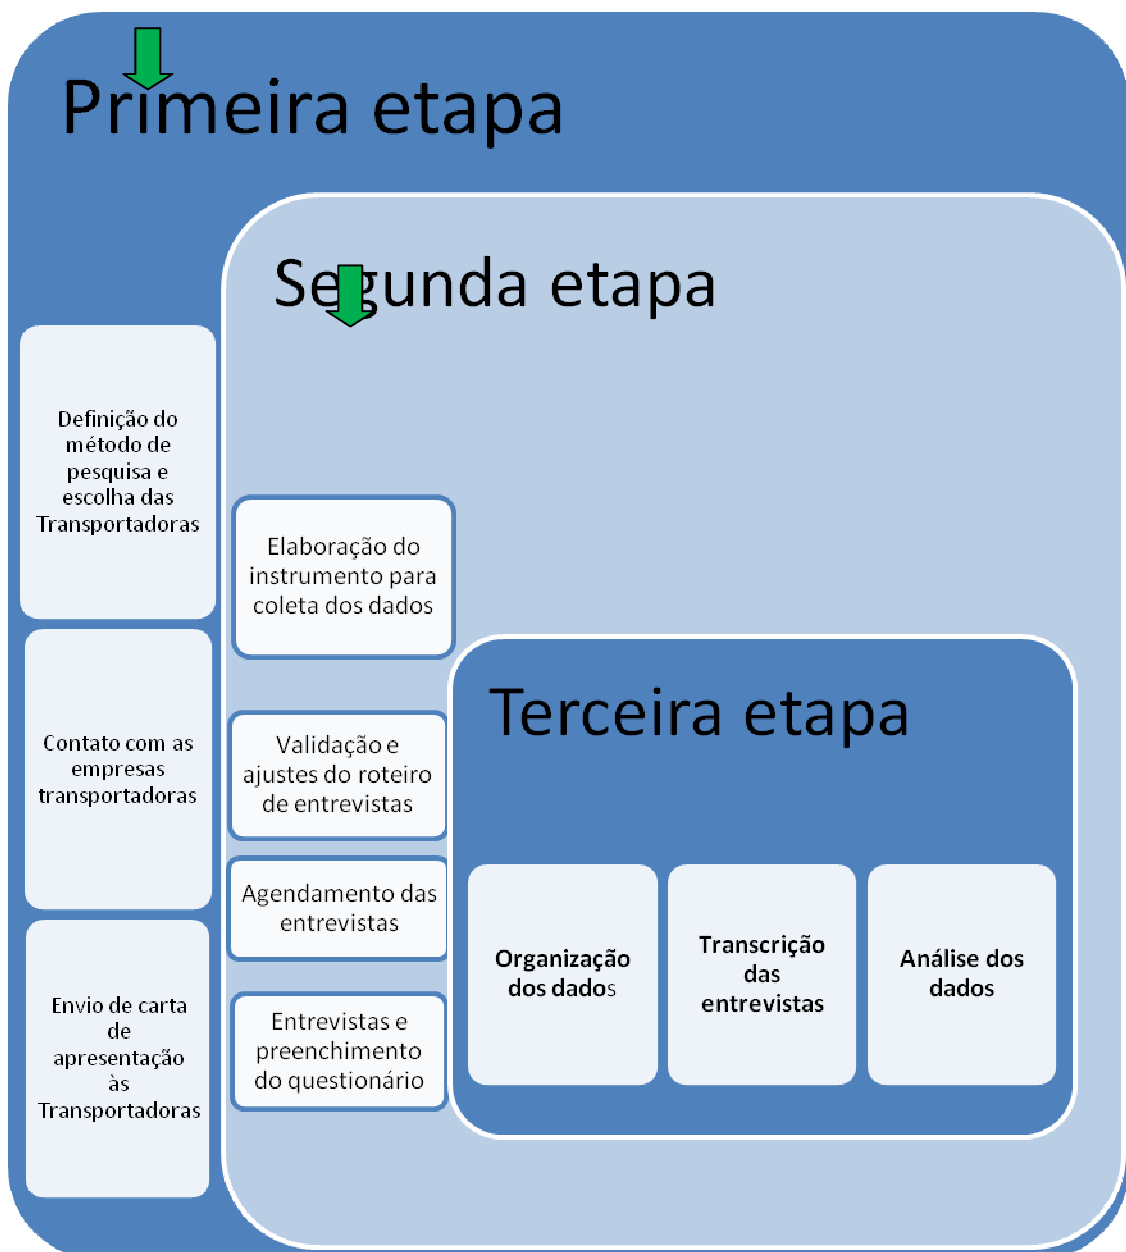 Primeira etapa
Definição do
método de
pesquisa e
escolha das
Transportadoras
Contato com as
empresas
transportadoras
Envio de carta
de
apresentação
às
Transportadoras
Segunda etapa
Elaboração do
instrumento para
coleta dos dados
Validação e
ajustes do roteiro
de entrevistas
Agendamento das
entrevistas
Entrevistas e
preenchimento
do questionário
Terceira etapa
Organização
dos dados
Transcrição
das
entrevistas
Análise dos
dados